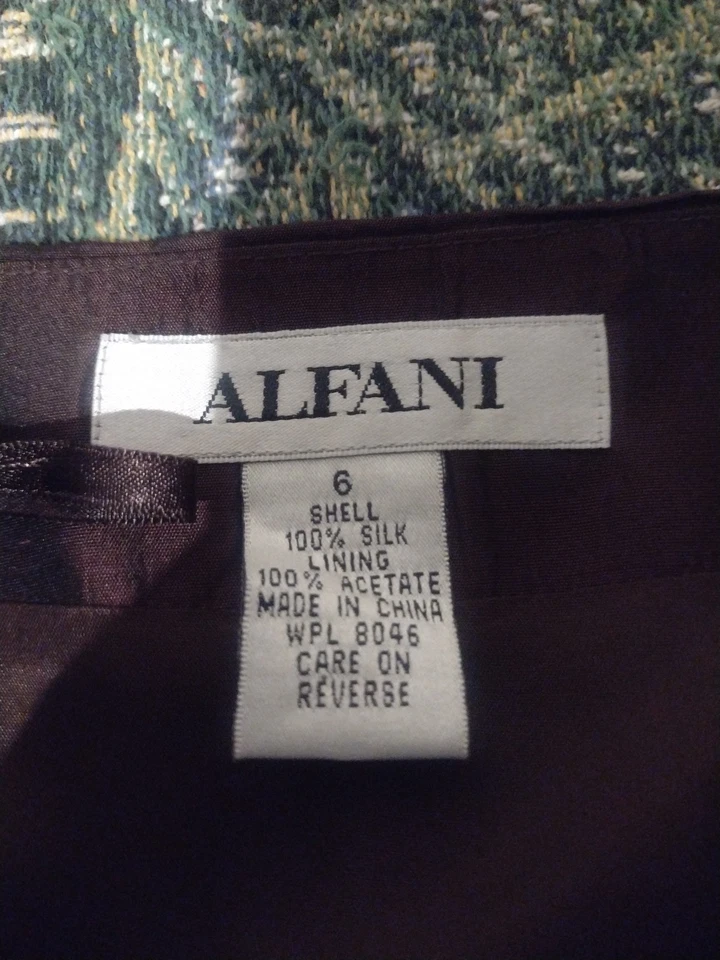 ALFANI
6
SHELL
100% SILK
LINING
100% ACETATE
MADE IN CHINA
WPL 8046
CARE ON
REVERSE